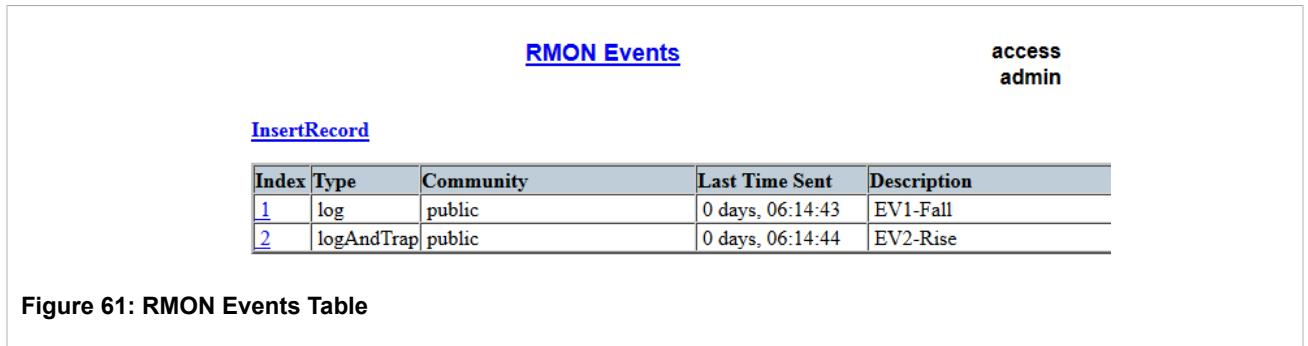 RMON Events access
admin
InsertRecord
Index Type Community Last Time Sent Description
1 log public 0 days, 06:14:43 EV1-Fall
2 logAndTrap public 0 days, 06:14:44 EV2-Rise
Figure 61: RMON Events Table